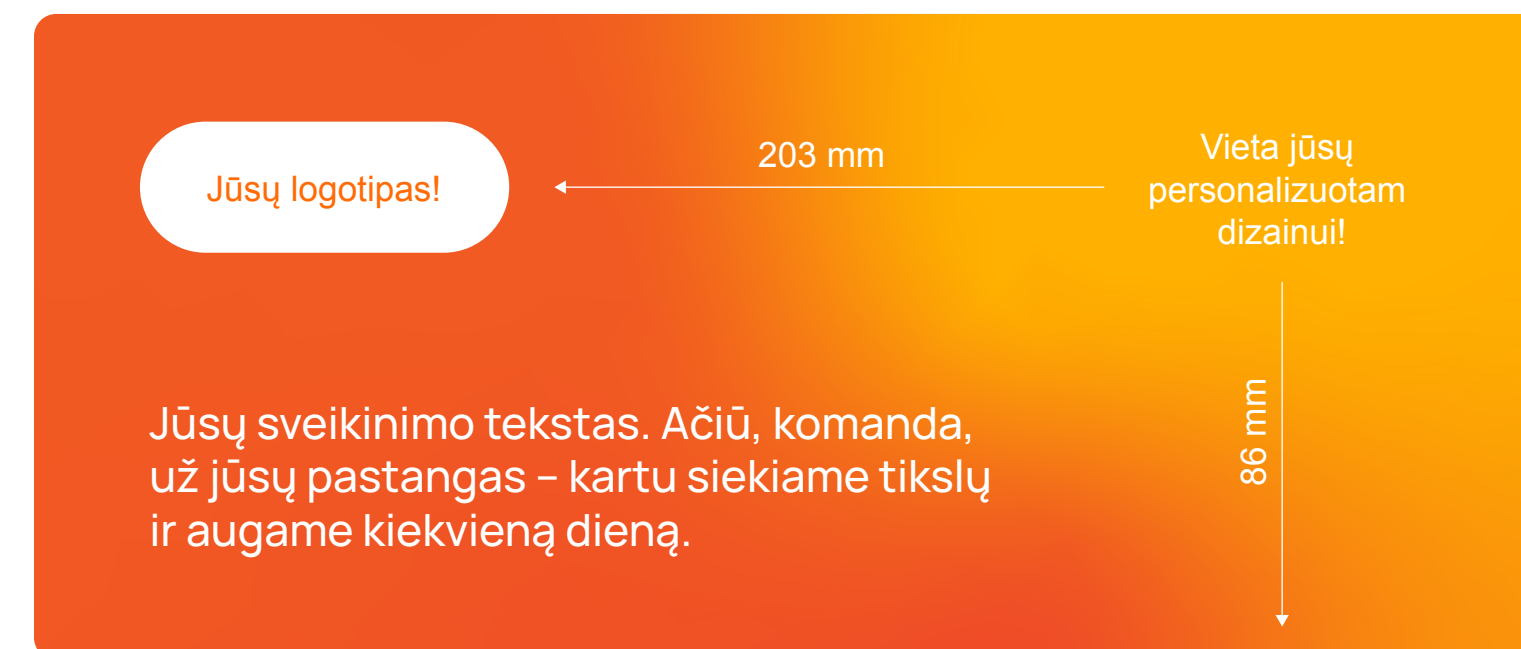 Jūsų logotipas!
203 mm
Vieta jūsų
personalizuotam
dizainui!
86 mm
Jūsų sveikinimo tekstas. Ačiū, komanda,
už jūsų pastangas – kartu siekiame tikslų
ir augame kiekvieną dieną.